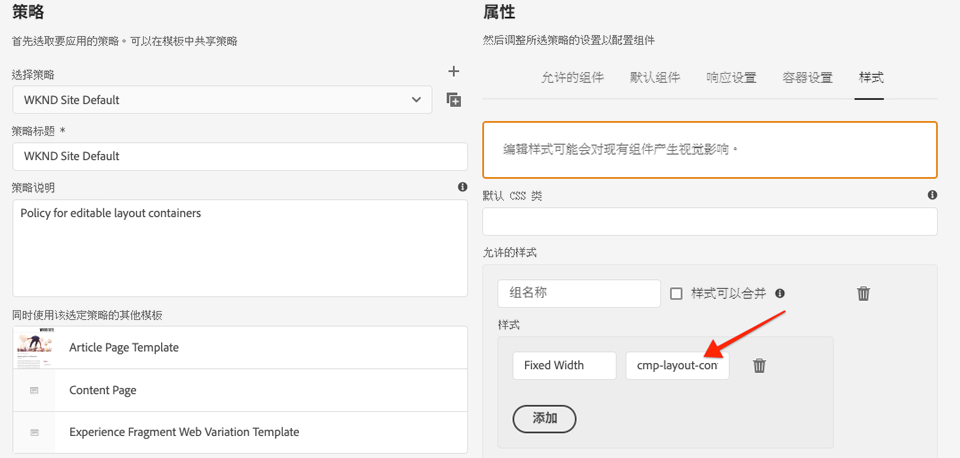 策略
首先选取要应用的策略。可以在模板中共享策略
选择策略
WKND Site Default
策略标题 *
WKND Site Default
策略说明
Policy for editable layout containers
同时使用该选定策略的其他模板
Article Page Template
Content Page
Experience Fragment Web Variation Template
属性
然后调整所选策略的设置以配置组件
允许的组件 默认组件 响应设置 容器设置 样式
编辑样式可能会对现有组件产生视觉影响。
默认 CSS 类
允许的样式
组名称 样式可以合并
样式
Fixed Width cmp-layout-con
添加